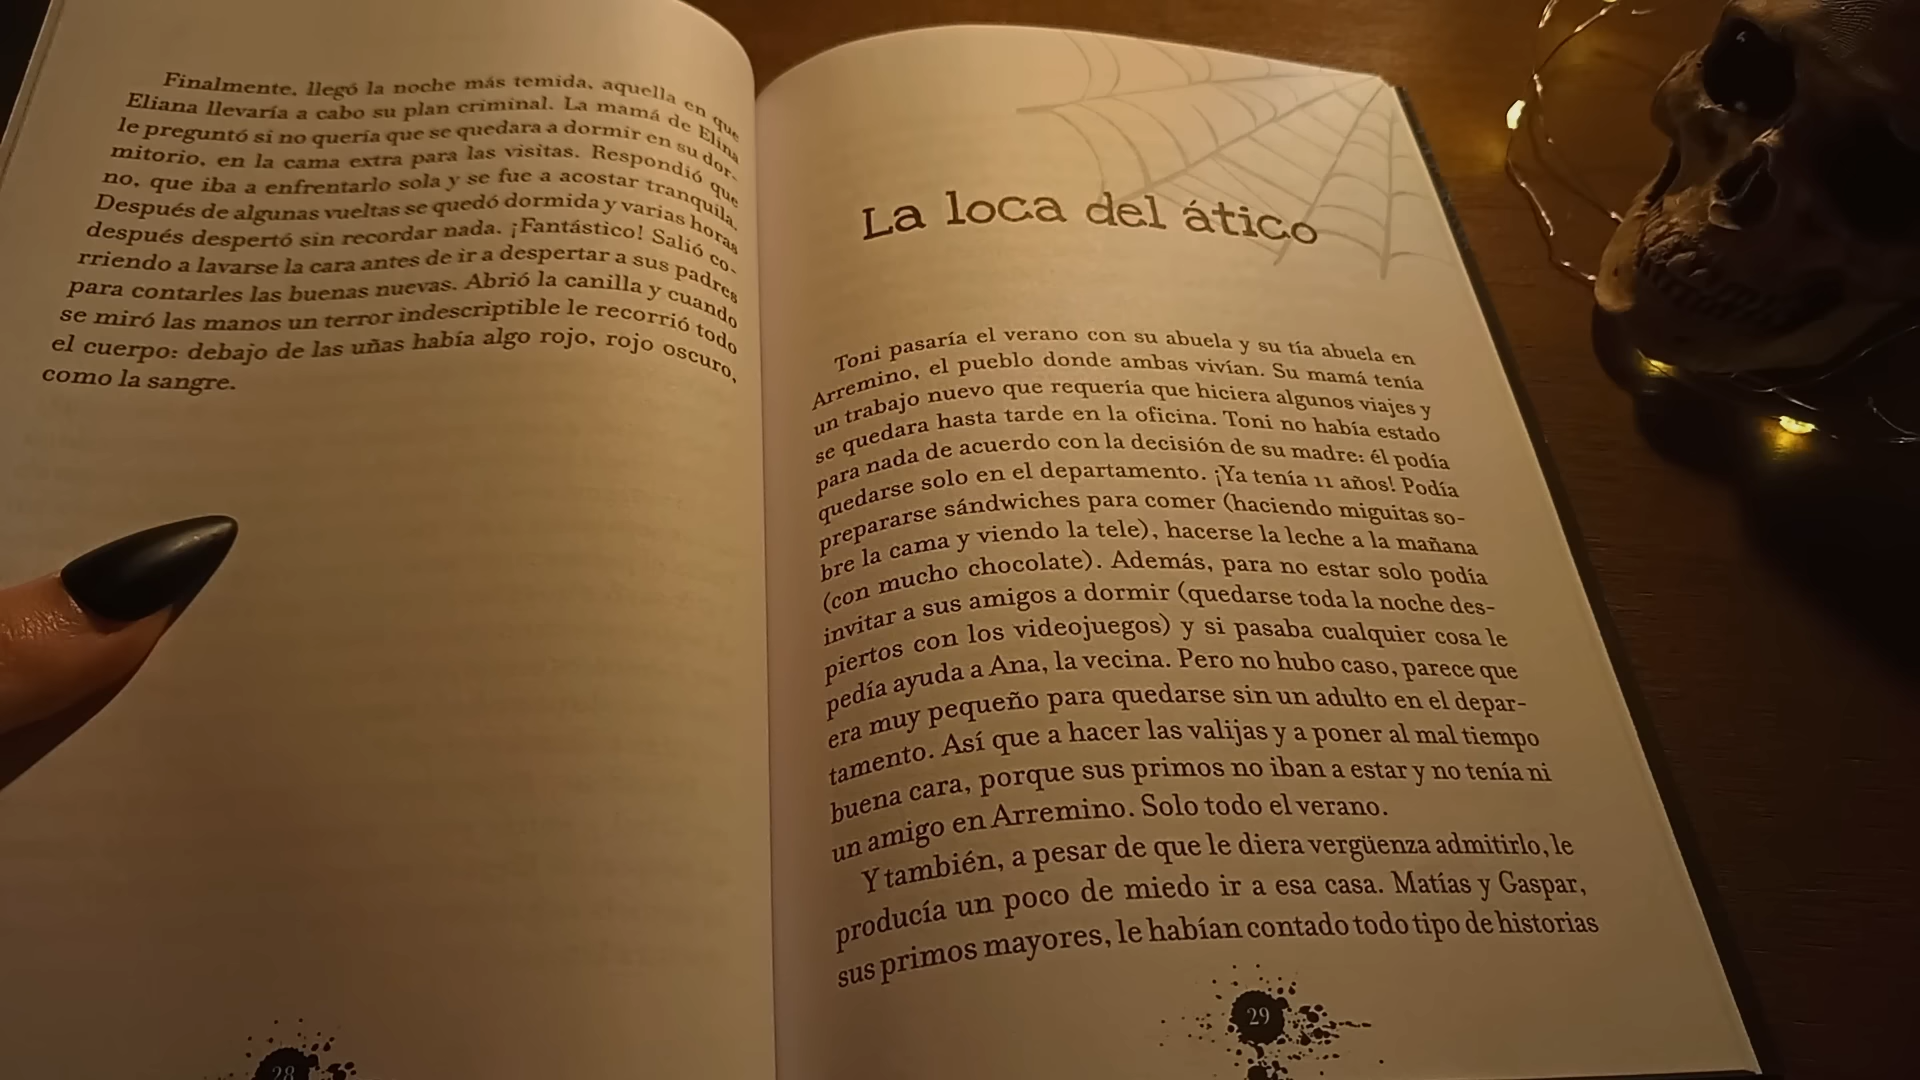 Finalmente, llegó la noche más temida, aquella en que
Eliana llevaría a cabo su plan criminal. La mamá de Elina
le preguntó si no quería que se quedara a dormir en su dor-
mitorio, en la cama extra para las visitas. Respondió que
no, que iba a enfrentarlo sola y se fue a acostar tranquila.
Después de algunas vueltas se quedó dormida y varias horas
después despertó sin recordar nada. ¡Fantástico! Salió co-
rriendo a lavarse la cara antes de ir a despertar a sus padres
para contarles las buenas nuevas. Abrió la canilla y cuando
se miró las manos un terror indescriptible le recorrió todo
el cuerpo: debajo de las uñas había algo rojo, rojo oscuro,
como la sangre.
28
La loca del ático
Toni pasaría el verano con su abuela y su tía abuela en
Arremino, el pueblo donde ambas vivían. Su mamá tenía
un trabajo nuevo que requería que hiciera algunos viajes y
se quedara hasta tarde en la oficina. Toni no había estado
para nada de acuerdo con la decisión de su madre: él podía
quedarse solo en el departamento. ¡Ya tenía 11 años! Podía
prepararse sándwiches para comer (haciendo miguitas so-
bre la cama y viendo la tele), hacerse la leche a la mañana
(con mucho chocolate). Además, para no estar solo podía
invitar a sus amigos a dormir (quedarse toda la noche des-
piertos con los videojuegos) y si pasaba cualquier cosa le
pedía ayuda a Ana, la vecina. Pero no hubo caso, parece que
era muy pequeño para quedarse sin un adulto en el depar-
tamento. Así que a hacer las valijas y a poner al mal tiempo
buena cara, porque sus primos no iban a estar y no tenía ni
un amigo en Arremino. Solo todo el verano.
Y también, a pesar de que le diera vergüenza admitirlo, le
producía un poco de miedo ir a esa casa. Matías y Gaspar,
sus primos mayores, le habían contado todo tipo de historias
29